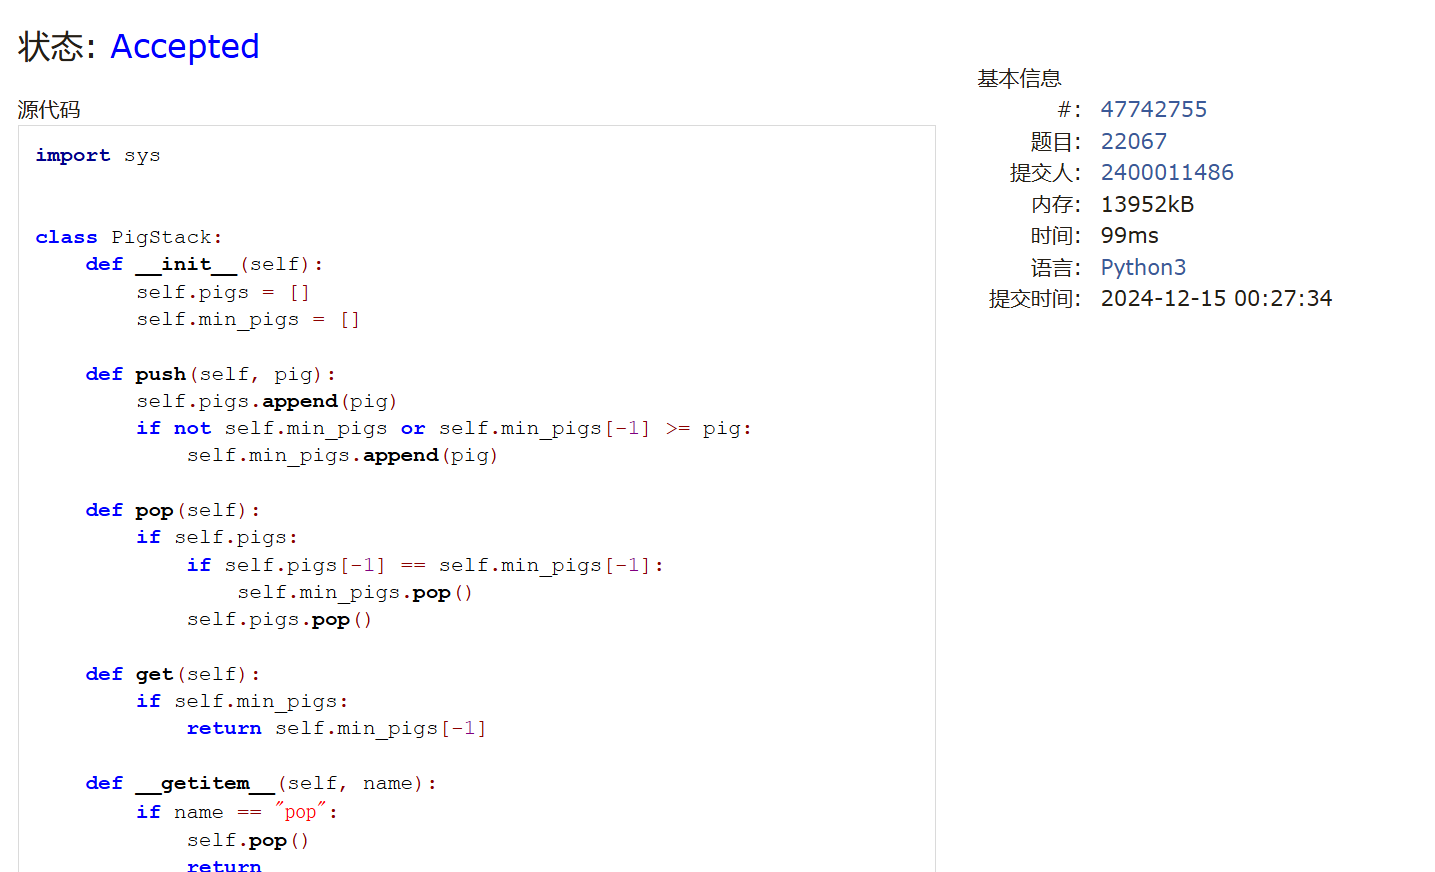 状态: Accepted
源代码
import sys
class PigStack:
def __init__(self):
self.pigs = []
self.min_pigs = []
def push(self, pig):
self.pigs.append(pig)
if not self.min_pigs or self.min_pigs[-1] >= pig:
self.min_pigs.append(pig)
def pop(self):
if self.pigs:
if self.pigs[-1] == self.min_pigs[-1]:
self.min_pigs.pop()
self.pigs.pop()
def get(self):
if self.min_pigs:
return self.min_pigs[-1]
def __getitem__(self, name):
if name == "pop":
self.pop()
return
基本信息
#: 47742755
题目: 22067
提交人: 2400011486
内存: 13952kB
时间: 99ms
语言: Python3
提交时间: 2024-12-15 00:27:34